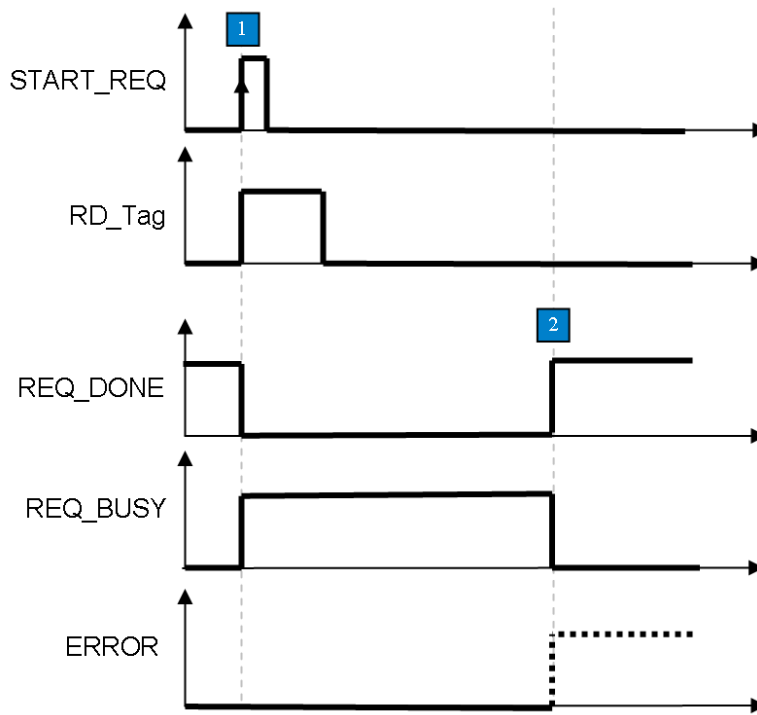 1
START_REQ
RD_Tag
2
REQ_DONE
REQ_BUSY
ERROR